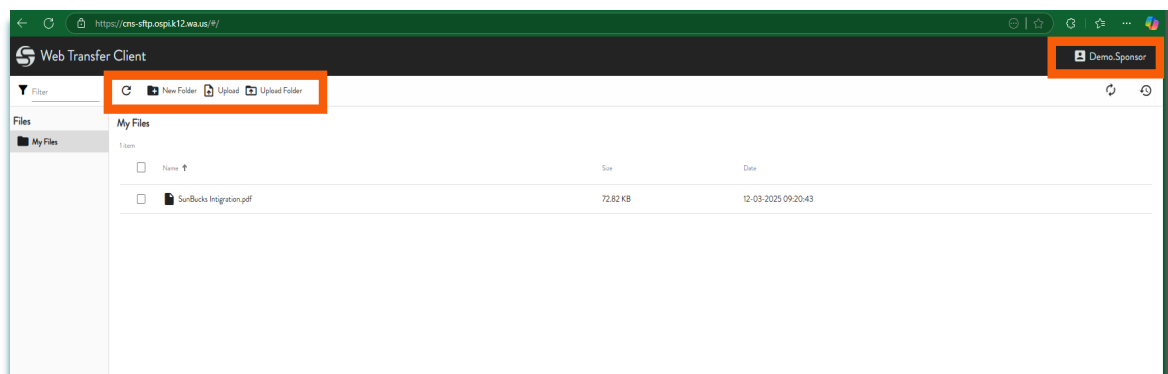 https://cns-sftp.ospi.k12.wa.us/#/
Web Transfer Client
Demo.Sponsor
Filter
New Folder Upload Upload Folder
Files
My Files
My Files
1 item
Name Size Date
SunBucks Intigration.pdf 72.82 KB 12-03-2025 09:20:43